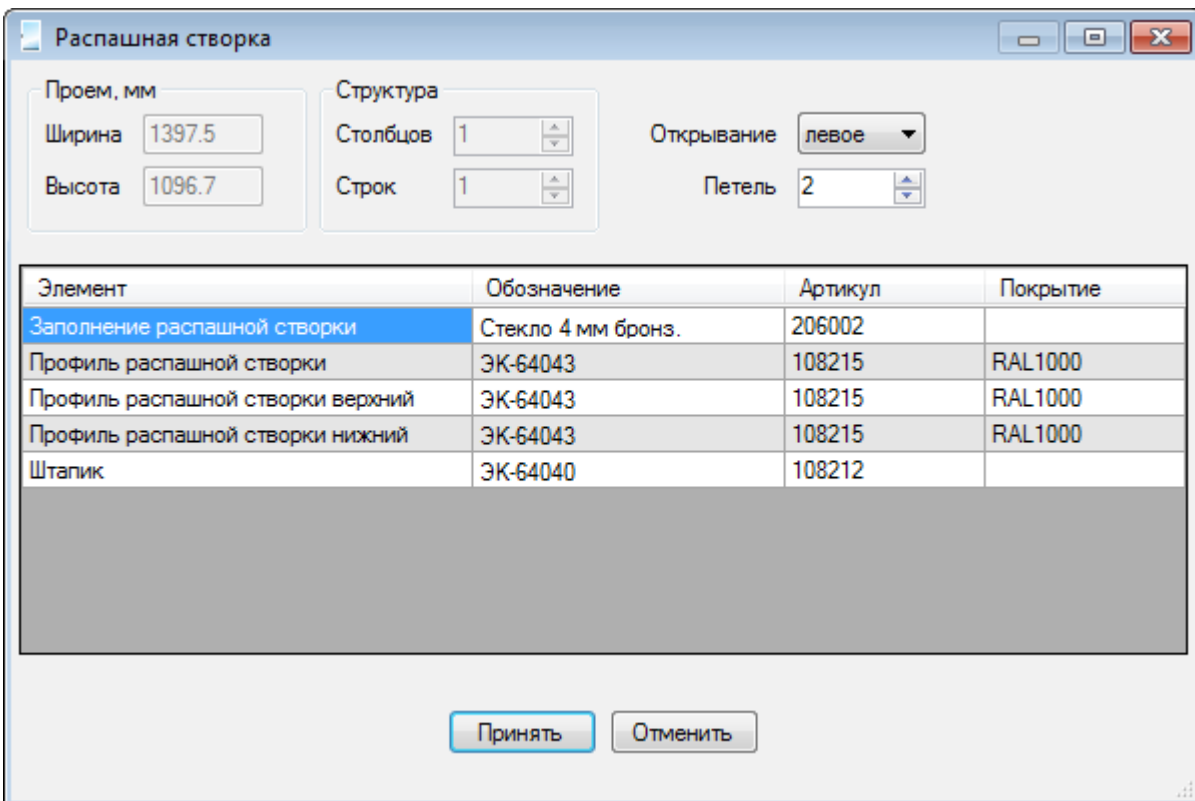 Распашная створка
Проем, мм
Структура
Ширина 1397.5 Столбцов 1 Открывание левое
Высота 1096.7 Строк 1 Петель 2
Элемент Обозначение Артикул Покрытие
Заполнение распашной створки Стекло 4 мм бронз. 206002
Профиль распашной створки ЭК-64043 108215 RAL1000
Профиль распашной створки верхний ЭК-64043 108215 RAL1000
Профиль распашной створки нижний ЭК-64043 108215 RAL1000
Штапик ЭК-64040 108212
Принять Отменить